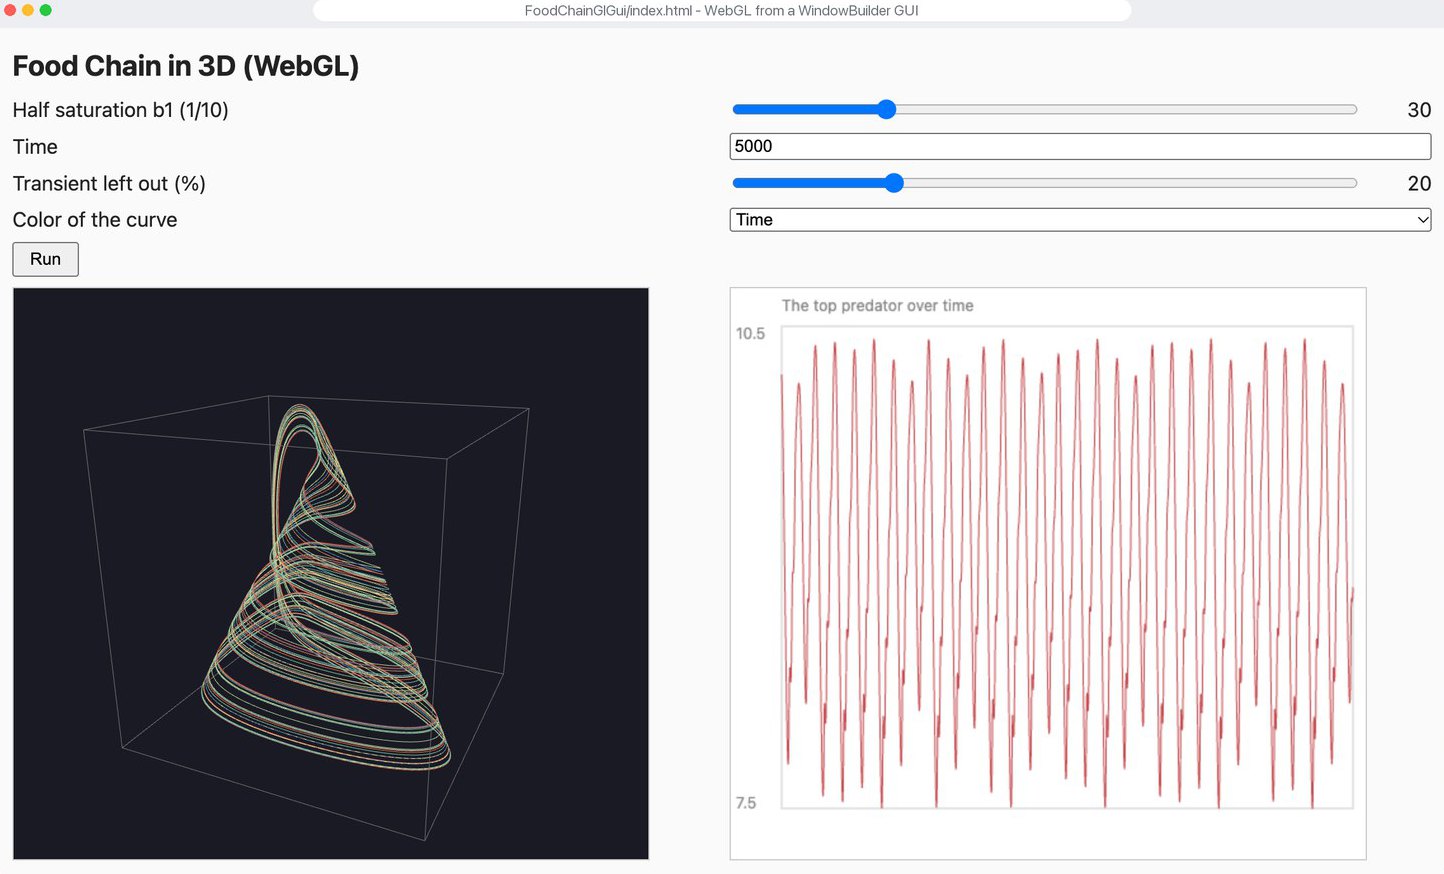 FoodChainGlGui/index.html - WebGL from a WindowBuilder GUI
Food Chain in 3D (WebGL)
Half saturation b1 (1/10)
30
Time
5000
Transient left out (%)
20
Color of the curve
Time
Run
The top predator over time
10.5
7.5